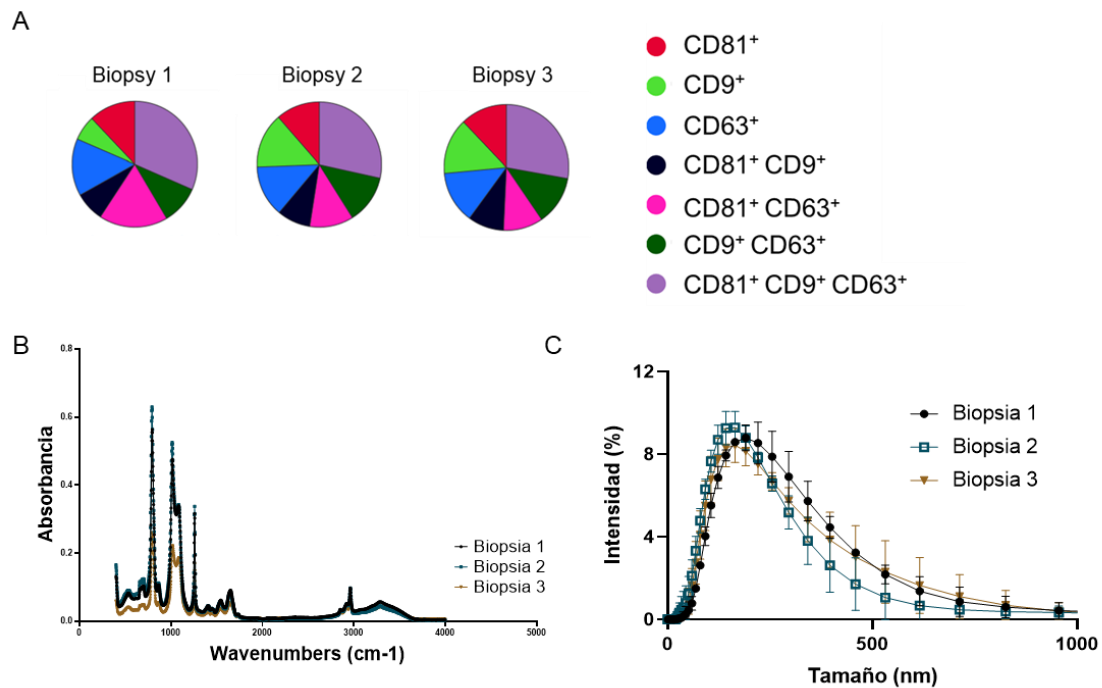 A
Biopsy 1
Biopsy 2
Biopsy 3
CD81⁺
CD9⁺
CD63⁺
CD81⁺ CD9⁺
CD81⁺ CD63⁺
CD9⁺ CD63⁺
CD81⁺ CD9⁺ CD63⁺
B
0.8
0.6
0.4
0.2
0.0
0
1000
2000
3000
4000
5000
Absorbancia
Wavenumbers (cm-1)
Biopsia 1
Biopsia 2
Biopsia 3
C
12
8
4
0
0
500
1000
Intensidad (%)
Tamaño (nm)
Biopsia 1
Biopsia 2
Biopsia 3